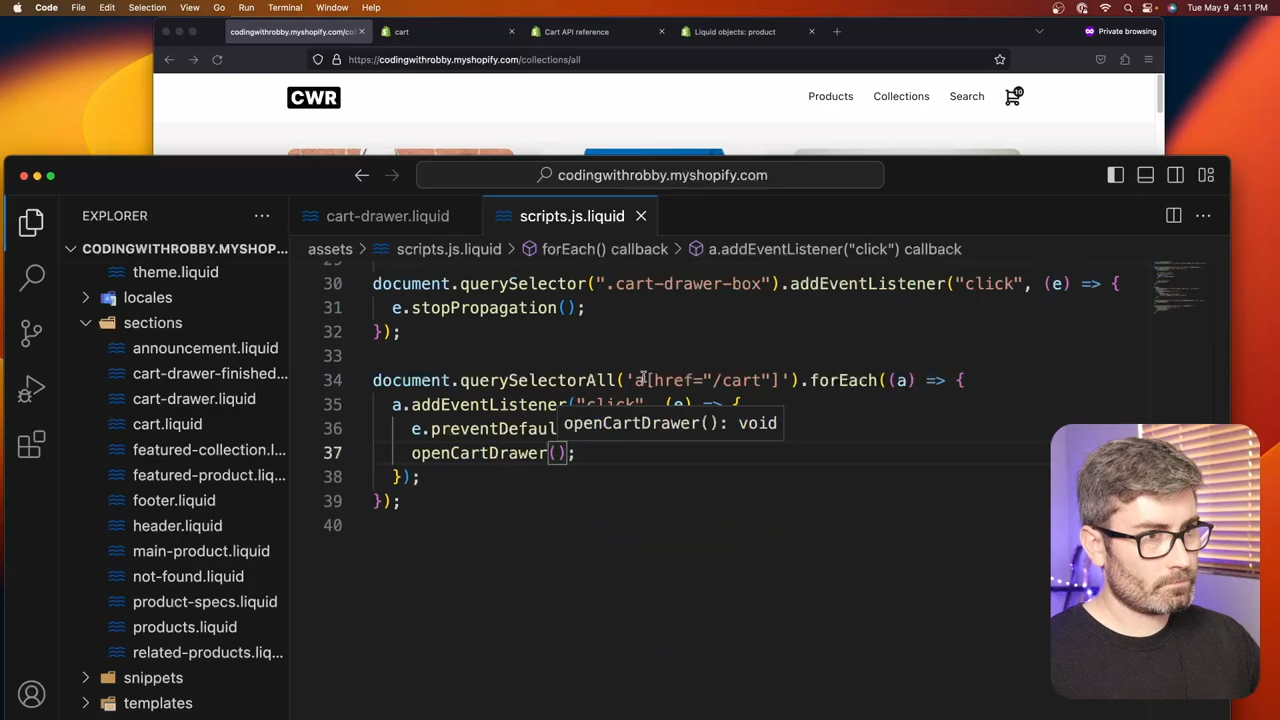 Code File Edit Selection View Go Run Terminal Window Help
Tue May 9 4:11 PM
codingwithrobby.myshopify.com/coll
cart
Cart API reference
Liquid objects: product
Private browsing
https://codingwithrobby.myshopify.com/collections/all
CWR
Products Collections Search
codingwithrobby.myshopify.com
EXPLORER
cart-drawer.liquid
scripts.js.liquid
CODINGWITHROBBY.MYSHOP...
assets > scripts.js.liquid > forEach() callback > a.addEventListener("click") callback
theme.liquid
locales
sections
announcement.liquid
cart-drawer-finished...
cart-drawer.liquid
cart.liquid
featured-collection.l...
featured-product.liq...
footer.liquid
header.liquid
main-product.liquid
not-found.liquid
product-specs.liquid
products.liquid
related-products.liquid
snippets
templates
30 document.querySelector(".cart-drawer-box").addEventListener("click", (e) => {
31 e.stopPropagation();
32 });
33
34 document.querySelectorAll('a[href="/cart"]').forEach((a) => {
35 a.addEventListener("click", (e) => {
36 e.preventDefaul
openCartDrawer(): void
37 openCartDrawer();
38 });
39 });
40